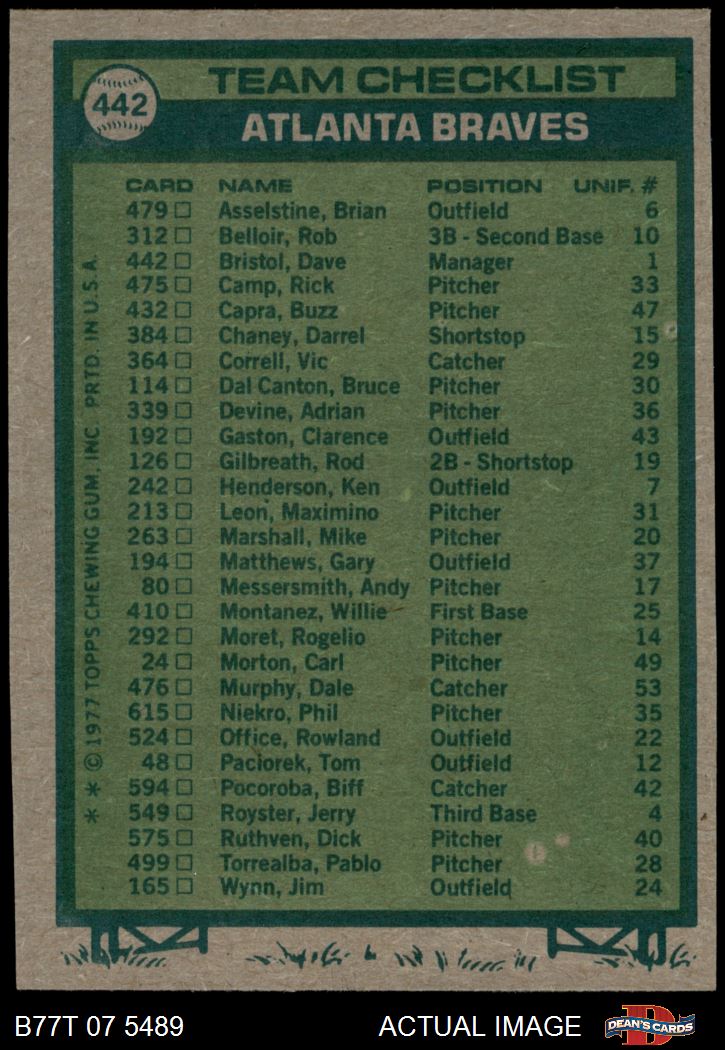 442
TEAM CHECKLIST
ATLANTA BRAVES
CARD NAME POSITION UNIF. #
479 □ Asselstine, Brian Outfield 6
312 □ Belloir, Rob 3B - Second Base 10
442 □ Bristol, Dave Manager 1
475 □ Camp, Rick Pitcher 33
432 □ Capra, Buzz Pitcher 47
384 □ Chaney, Darrel Shortstop 15
364 □ Correll, Vic Catcher 29
114 □ Dal Canton, Bruce Pitcher 30
339 □ Devine, Adrian Pitcher 36
192 □ Gaston, Clarence Outfield 43
126 □ Gilbreath, Rod 2B - Shortstop 19
242 □ Henderson, Ken Outfield 7
213 □ Leon, Maximino Pitcher 31
263 □ Marshall, Mike Pitcher 20
194 □ Matthews, Gary Outfield 37
80 □ Messersmith, Andy Pitcher 17
410 □ Montanez, Willie First Base 25
292 □ Moret, Rogelio Pitcher 14
24 □ Morton, Carl Pitcher 49
476 □ Murphy, Dale Catcher 53
615 □ Niekro, Phil Pitcher 35
524 □ Office, Rowland Outfield 22
48 □ Paciorek, Tom Outfield 12
594 □ Pocoroba, Biff Catcher 42
549 □ Royster, Jerry Third Base 4
575 □ Ruthven, Dick Pitcher 40
499 □ Torrealba, Pablo Pitcher 28
165 □ Wynn, Jim Outfield 24
* * © 1977 TOPPS CHEWING GUM, INC. PRTD. IN U.S.A.
B77T 07 5489 ACTUAL IMAGE
D
DEAN'S CARDS